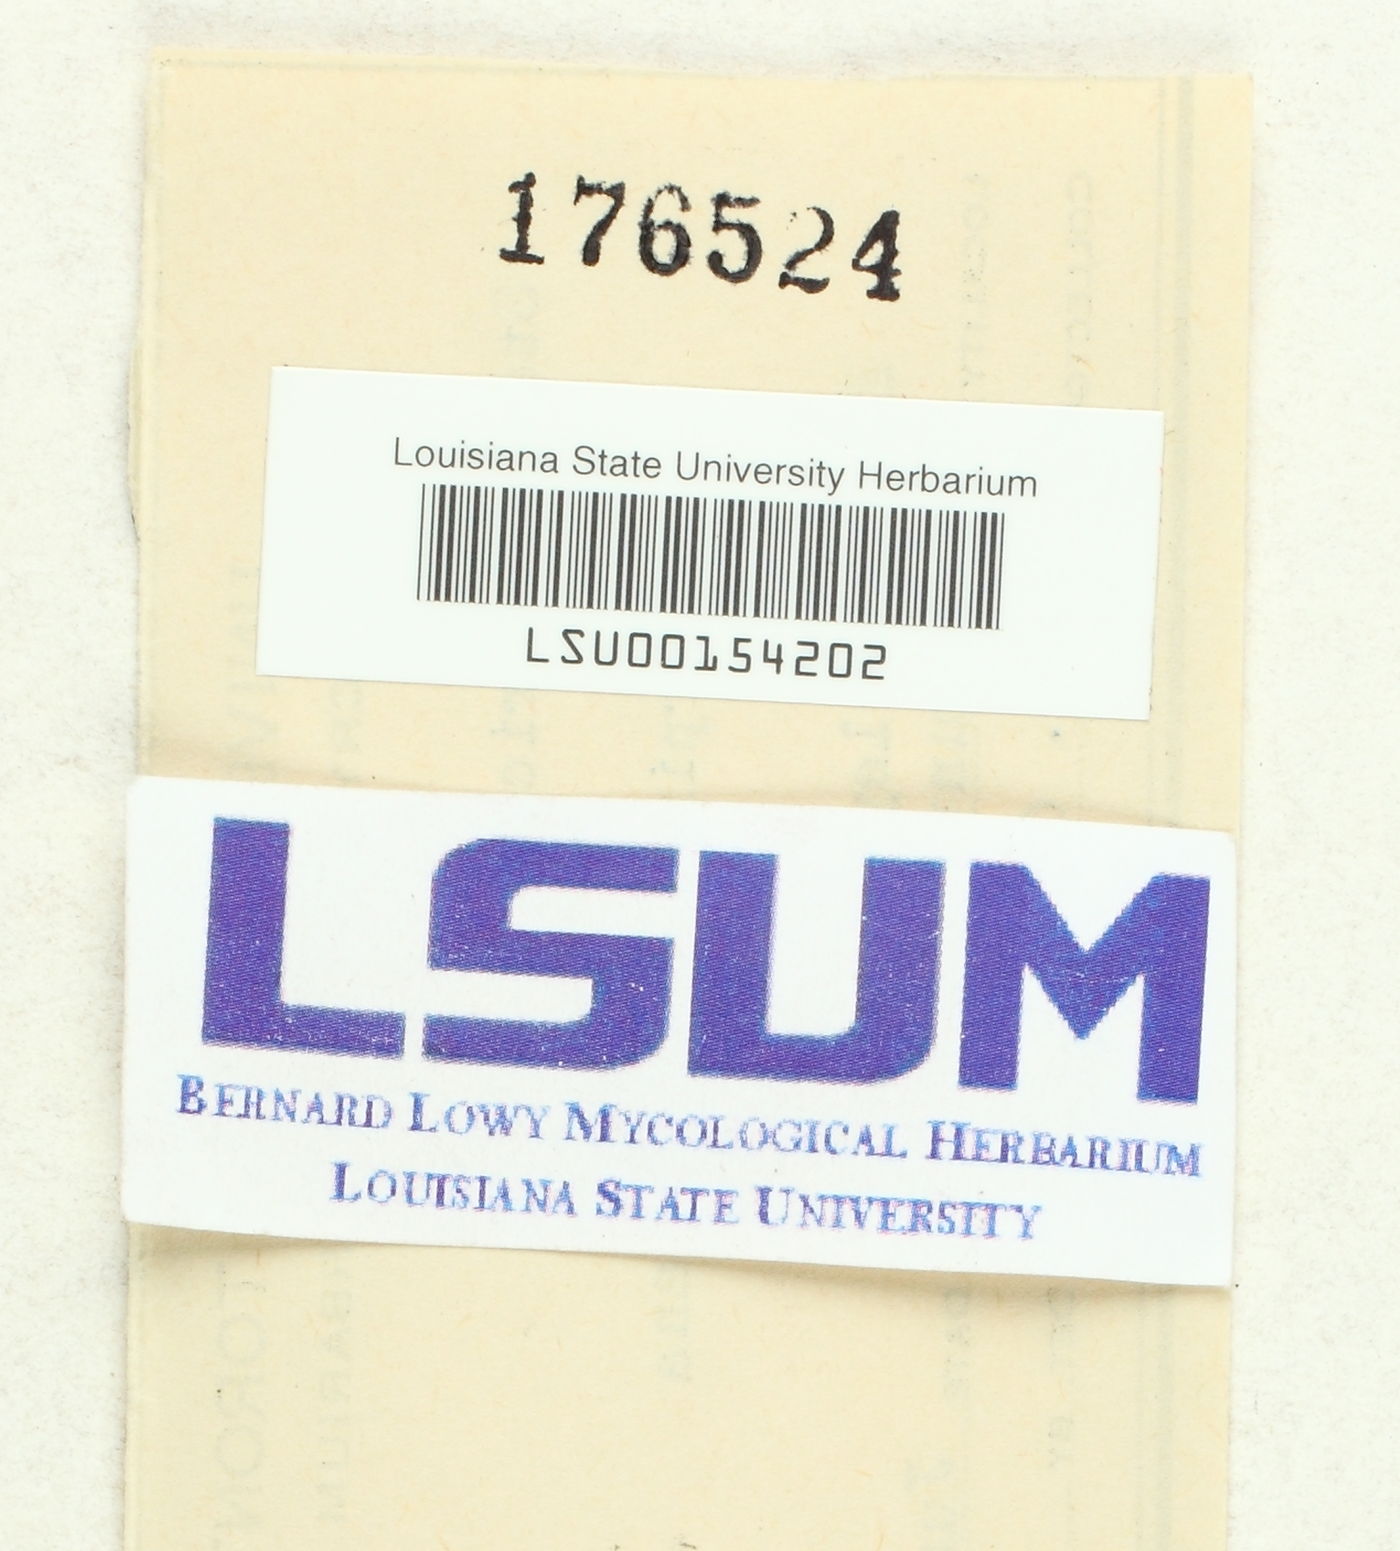 176524
Louisiana State University Herbarium
LSU00154202
LSUM
BERNARD LOWY MYCOLOGICAL HERBARIUM
LOUISIANA STATE UNIVERSITY